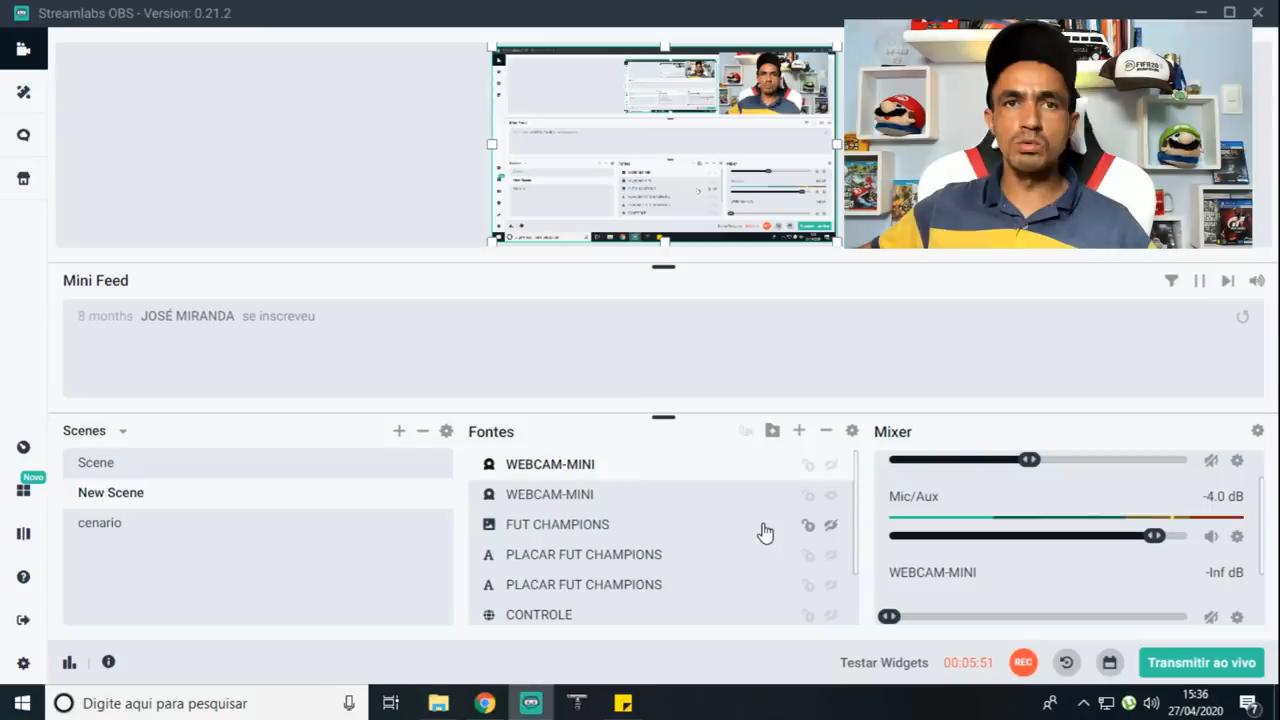 Streamlabs OBS - Version: 0.21.2
FIFA20
Mini Feed
8 months JOSÉ MIRANDA se inscreveu
Scenes
Scene
New Scene
cenario
Novo
Fontes
WEBCAM-MINI
WEBCAM-MINI
FUT CHAMPIONS
PLACAR FUT CHAMPIONS
PLACAR FUT CHAMPIONS
CONTROLE
Mixer
Mic/Aux -4.0 dB
WEBCAM-MINI -Inf dB
Testar Widgets 00:05:51 REC Transmitir ao vivo
Digite aqui para pesquisar
15:36
27/04/2020
7